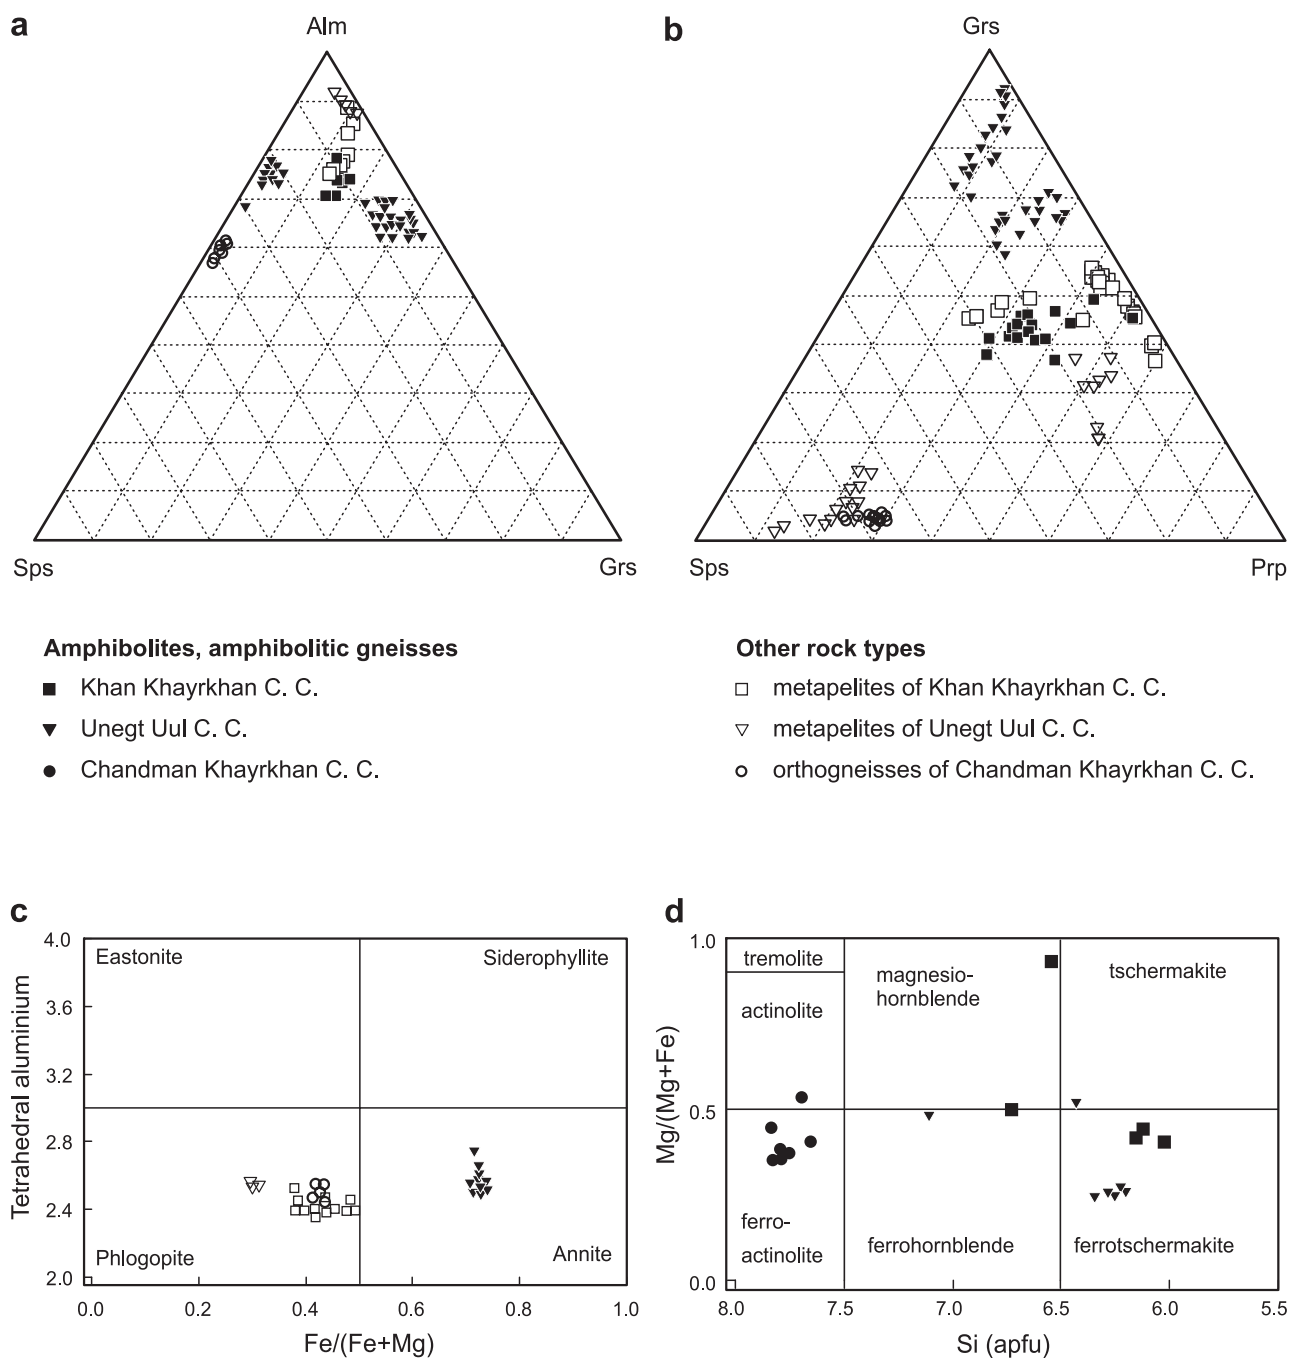 a
Alm
Sps
Grs
b
Grs
Sps
Prp
Amphibolites, amphibolitic gneisses
Khan Khayrkhan C. C.
Unegt Uul C. C.
Chandman Khayrkhan C. C.
Other rock types
metapelites of Khan Khayrkhan C. C.
metapelites of Unegt Uul C. C.
orthogneisses of Chandman Khayrkhan C. C.
c
4.0
3.6
3.2
2.8
2.4
2.0
Tetrahedral aluminium
Eastonite
Siderophyllite
Phlogopite
Annite
0.0 0.2 0.4 0.6 0.8 1.0
Fe/(Fe+Mg)
d
1.0
0.5
0.0
Mg/(Mg+Fe)
tremolite
actinolite
magnesio-
hornblende
tschermakite
ferro-
actinolite
ferrohornblende
ferrotschermakite
8.0 7.5 7.0 6.5 6.0 5.5
Si (apfu)